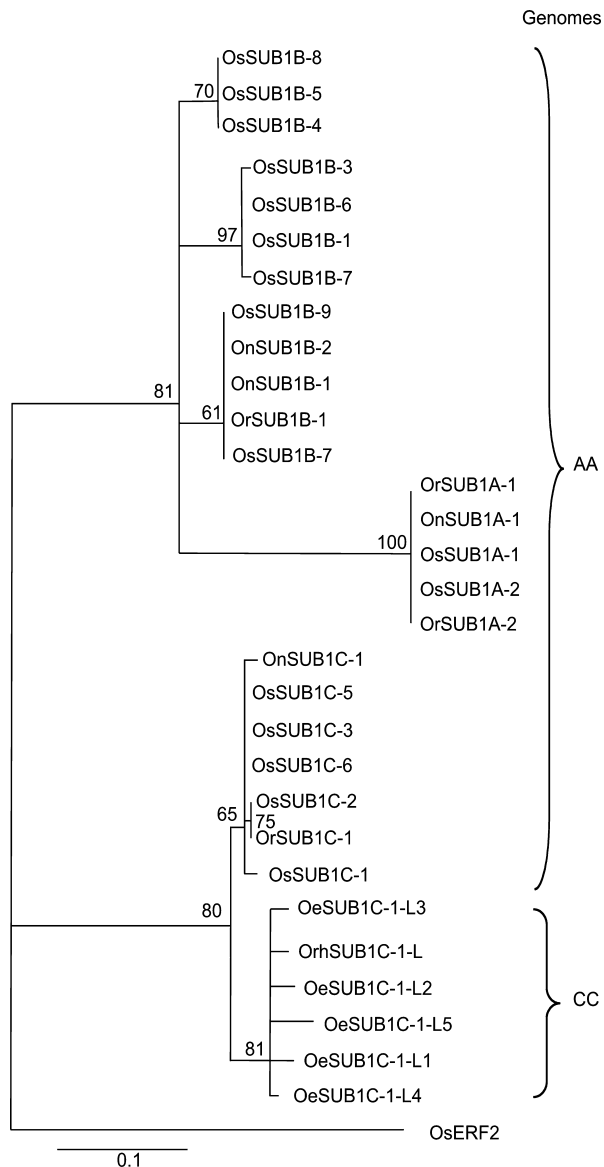 Genomes
OsSUB1B-8
70
OsSUB1B-5
OsSUB1B-4
OsSUB1B-3
OsSUB1B-6
97
OsSUB1B-1
OsSUB1B-7
OsSUB1B-9
OnSUB1B-2
OnSUB1B-1
81
61
OrSUB1B-1
OsSUB1B-7
AA
OrSUB1A-1
OnSUB1A-1
100
OsSUB1A-1
OsSUB1A-2
OrSUB1A-2
OnSUB1C-1
OsSUB1C-5
OsSUB1C-3
OsSUB1C-6
OsSUB1C-2
65
75
OrSUB1C-1
OsSUB1C-1
80
OeSUB1C-1-L3
OrhSUB1C-1-L
OeSUB1C-1-L2
CC
OeSUB1C-1-L5
81
OeSUB1C-1-L1
OeSUB1C-1-L4
OsERF2
0.1